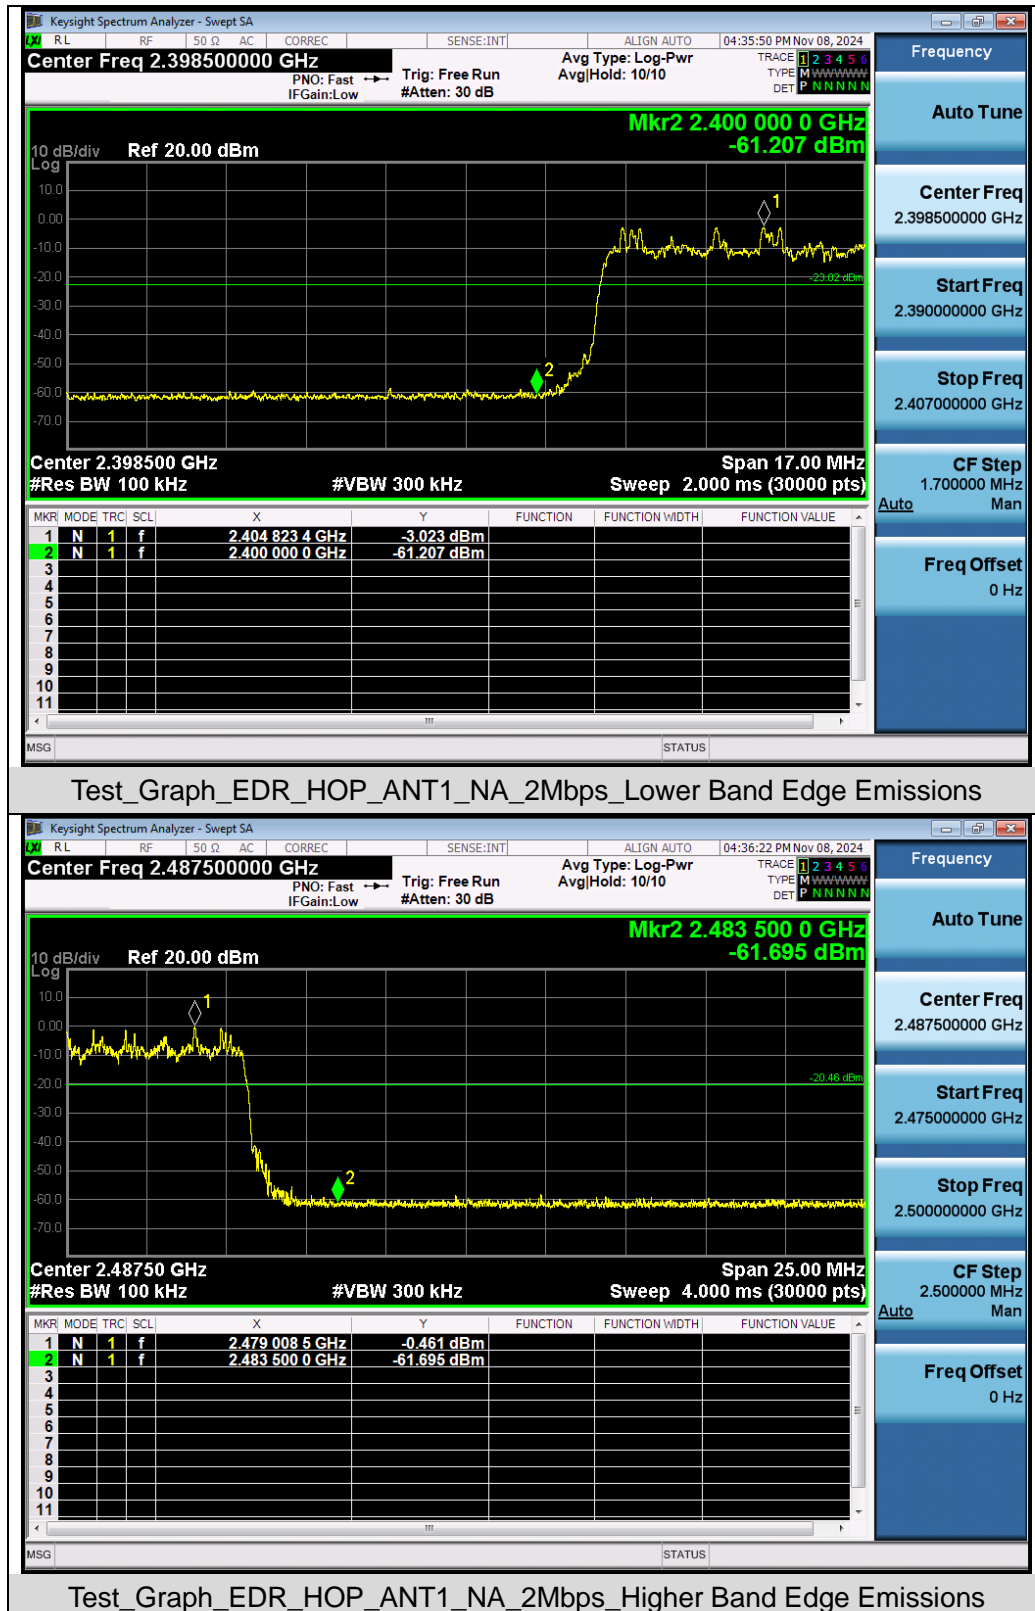 Keysight Spectrum Analyzer - Swept SA
LXI RL RF 50 Ω AC CORREC SENSE:INT ALIGN AUTO 04:35:50 PM Nov 08, 2024
Center Freq 2.398500000 GHz
PNO: Fast
IFGain:Low
Trig: Free Run
#Atten: 30 dB
Avg Type: Log-Pwr
Avg|Hold: 10/10
TRACE 1 2 3 4 5 6
TYPE M WWWWW
DET P N N N N N
Mkr2 2.400 000 0 GHz
-61.207 dBm
10 dB/div Ref 20.00 dBm
Log
10.0
0.00
-10.0
-20.0
-30.0
-40.0
-50.0
-60.0
-70.0
1
2
-23.02 dBm
Center 2.398500 GHz Span 17.00 MHz
#Res BW 100 kHz #VBW 300 kHz Sweep 2.000 ms (30000 pts)
MKR MODE TRC SCL X Y FUNCTION FUNCTION WIDTH FUNCTION VALUE
1 N 1 f 2.404 823 4 GHz -3.023 dBm
2 N 1 f 2.400 000 0 GHz -61.207 dBm
3
4
5
6
7
8
9
10
11
MSG STATUS
Frequency
Auto Tune
Center Freq
2.398500000 GHz
Start Freq
2.390000000 GHz
Stop Freq
2.407000000 GHz
CF Step
1.700000 MHz
Auto Man
Freq Offset
0 Hz
Test_Graph_EDR_HOP_ANT1_NA_2Mbps_Lower Band Edge Emissions
Keysight Spectrum Analyzer - Swept SA
LXI RL RF 50 Ω AC CORREC SENSE:INT ALIGN AUTO 04:36:22 PM Nov 08, 2024
Center Freq 2.487500000 GHz
PNO: Fast
IFGain:Low
Trig: Free Run
#Atten: 30 dB
Avg Type: Log-Pwr
Avg|Hold: 10/10
TRACE 1 2 3 4 5 6
TYPE M WWWWW
DET P N N N N N
Mkr2 2.483 500 0 GHz
-61.695 dBm
10 dB/div Ref 20.00 dBm
Log
10.0
0.00
-10.0
-20.0
-30.0
-40.0
-50.0
-60.0
-70.0
1
2
-20.46 dBm
Center 2.48750 GHz Span 25.00 MHz
#Res BW 100 kHz #VBW 300 kHz Sweep 4.000 ms (30000 pts)
MKR MODE TRC SCL X Y FUNCTION FUNCTION WIDTH FUNCTION VALUE
1 N 1 f 2.479 008 5 GHz -0.461 dBm
2 N 1 f 2.483 500 0 GHz -61.695 dBm
3
4
5
6
7
8
9
10
11
MSG STATUS
Frequency
Auto Tune
Center Freq
2.487500000 GHz
Start Freq
2.475000000 GHz
Stop Freq
2.500000000 GHz
CF Step
2.500000 MHz
Auto Man
Freq Offset
0 Hz
Test_Graph_EDR_HOP_ANT1_NA_2Mbps_Higher Band Edge Emissions